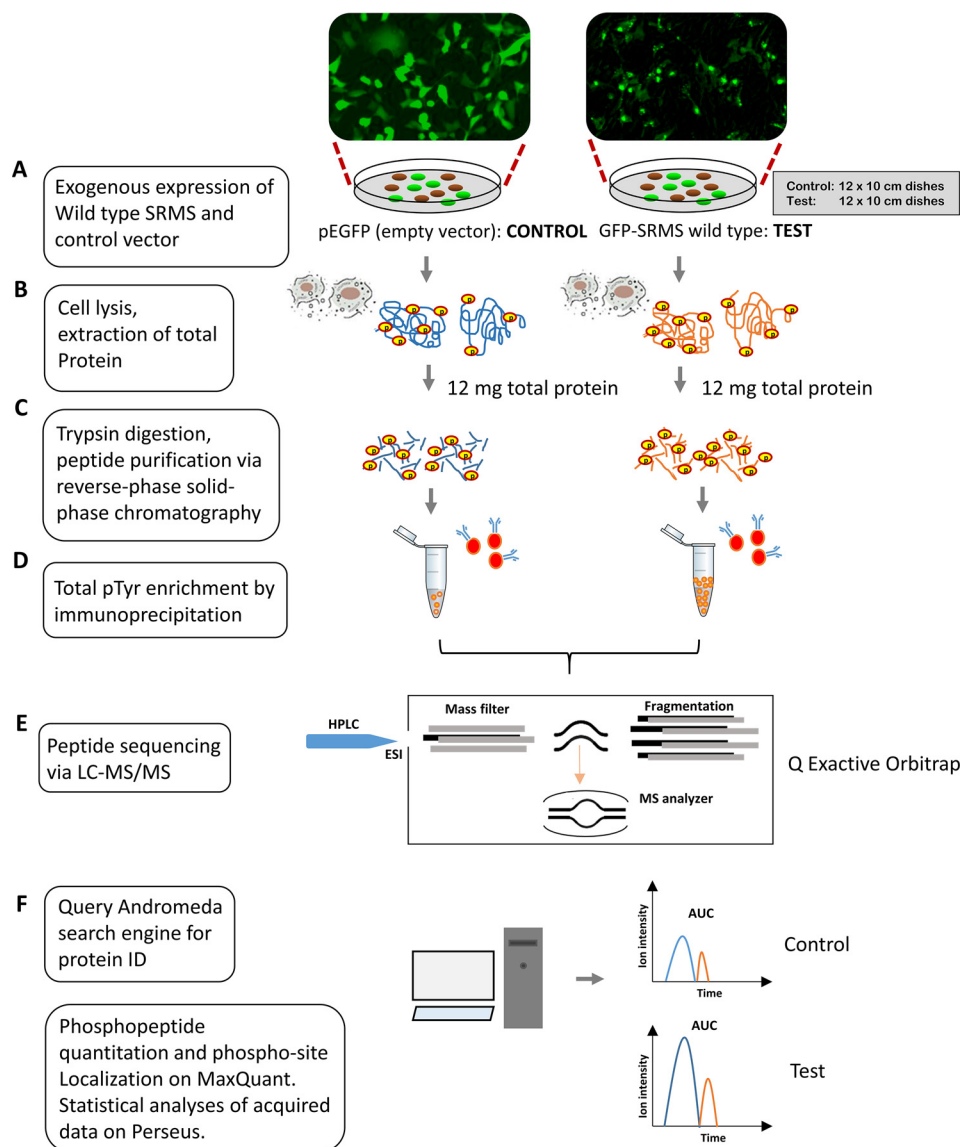 A
Exogenous expression of
Wild type SRMS and
control vector
Control: 12 x 10 cm dishes
Test: 12 x 10 cm dishes
pEGFP (empty vector): CONTROL
GFP-SRMS wild type: TEST
B
Cell lysis,
extraction of total
Protein
p p p p p p p
p p p p p p p p
12 mg total protein
12 mg total protein
C
Trypsin digestion,
peptide purification via
reverse-phase solid-
phase chromatography
D
Total pTyr enrichment by
immunoprecipitation
E
Peptide sequencing
via LC-MS/MS
HPLC
ESI
Mass filter
Fragmentation
MS analyzer
Q Exactive Orbitrap
F
Query Andromeda
search engine for
protein ID
Phosphopeptide
quantitation and phospho-site
Localization on MaxQuant.
Statistical analyses of acquired
data on Perseus.
Ion intensity
AUC
Time
Control
Ion intensity
AUC
Time
Test